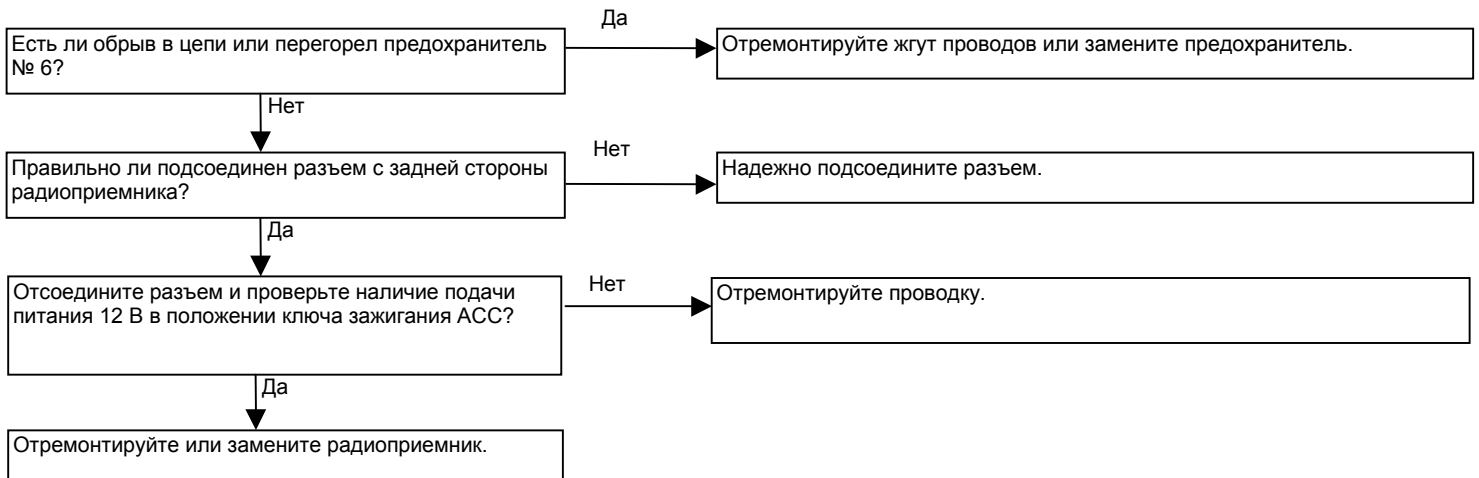 Да
Есть ли обрыв в цепи или перегорел предохранитель
№ 6?
Отремонтируйте жгут проводов или замените предохранитель.
Нет
Правильно ли подсоединен разъем с задней стороны
радиоприемника?
Нет
Надежно подсоедините разъем.
Да
Отсоедините разъем и проверьте наличие подачи
питания 12 В в положении ключа зажигания ACC?
Нет
Отремонтируйте проводку.
Да
Отремонтируйте или замените радиоприемник.